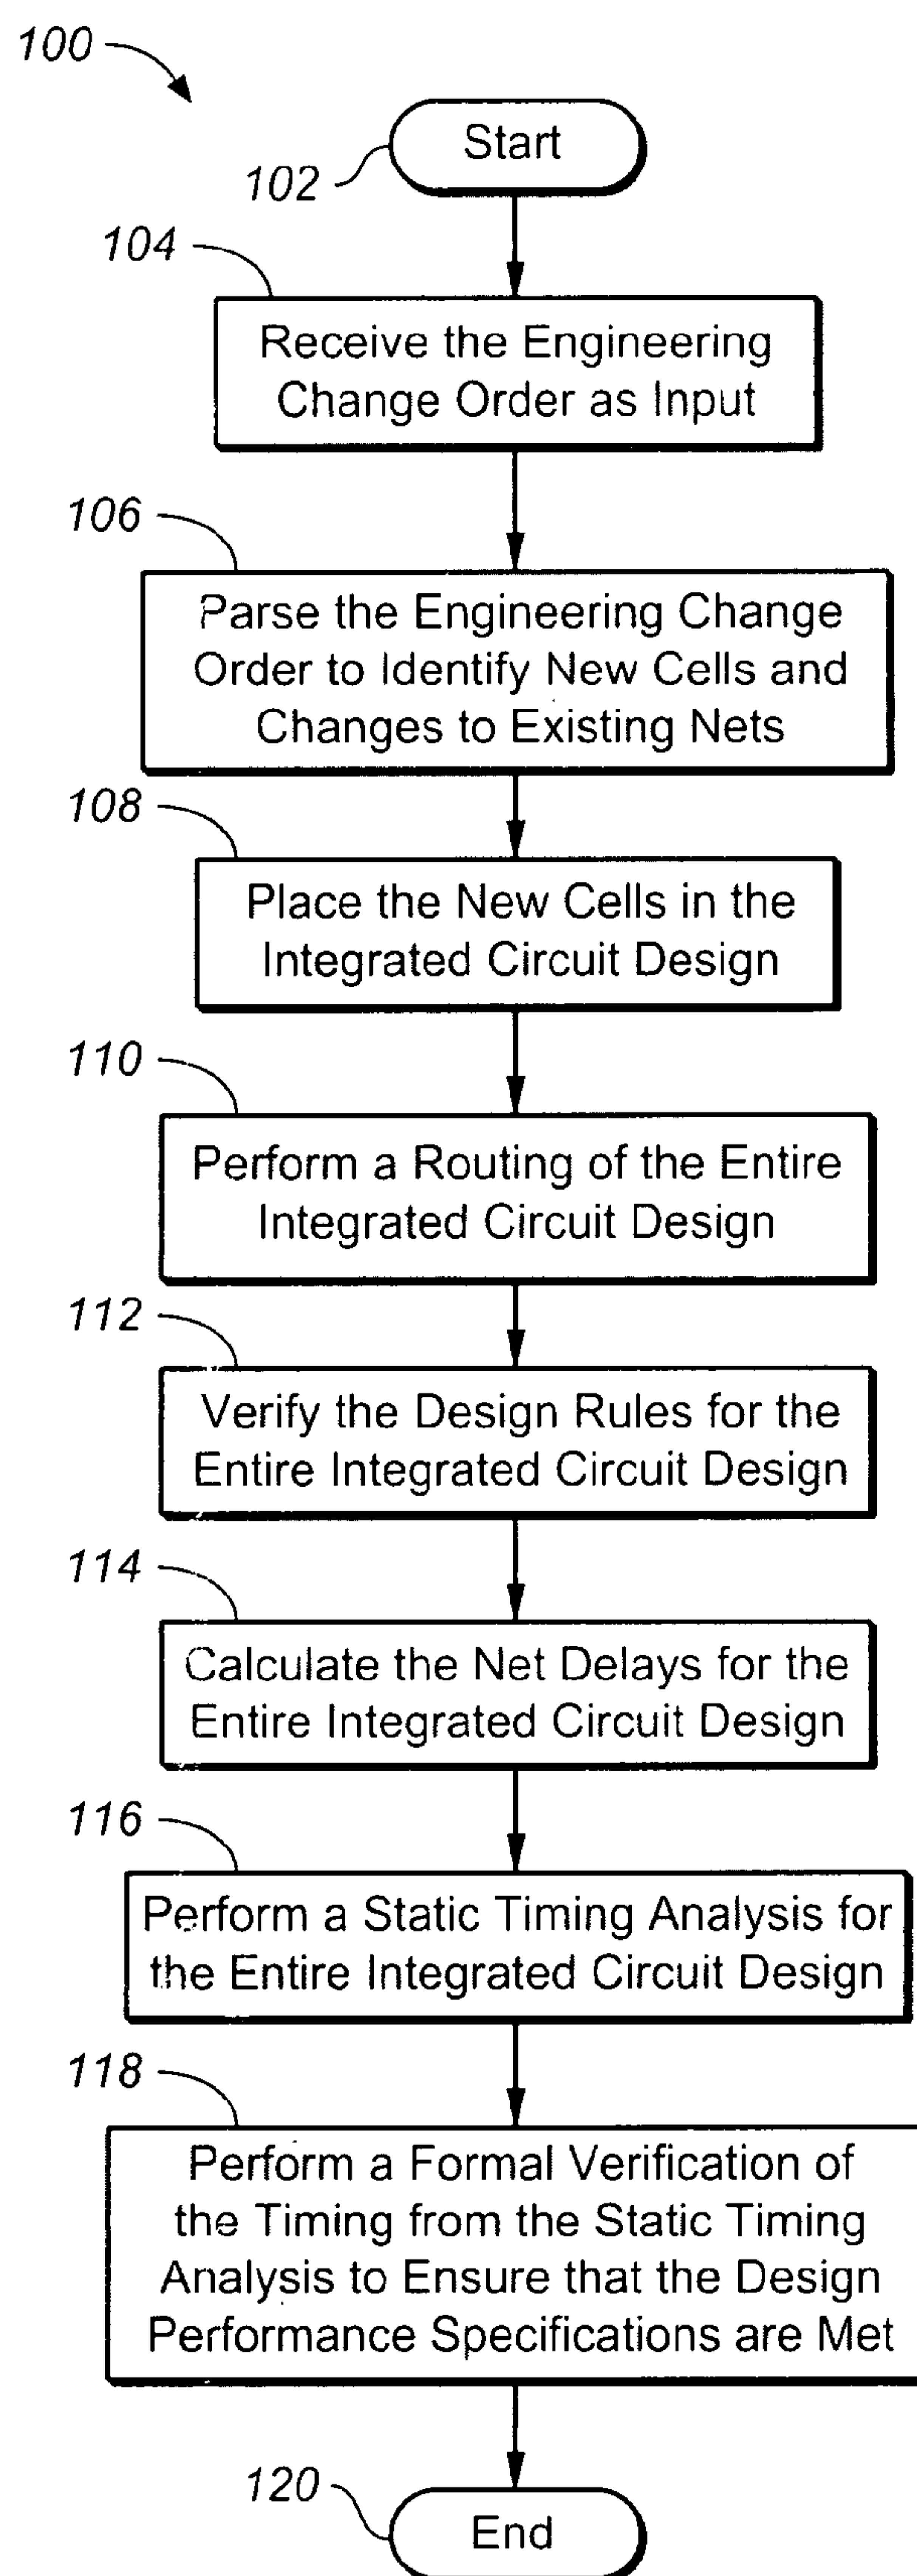 100
Start
102
104
Receive the Engineering
Change Order as Input
106
Parse the Engineering Change
Order to Identify New Cells and
Changes to Existing Nets
108
Place the New Cells in the
Integrated Circuit Design
110
Perform a Routing of the Entire
Integrated Circuit Design
112
Verify the Design Rules for the
Entire Integrated Circuit Design
114
Calculate the Net Delays for the
Entire Integrated Circuit Design
116
Perform a Static Timing Analysis for
the Entire Integrated Circuit Design
118
Perform a Formal Verification of
the Timing from the Static Timing
Analysis to Ensure that the Design
Performance Specifications are Met
120
End